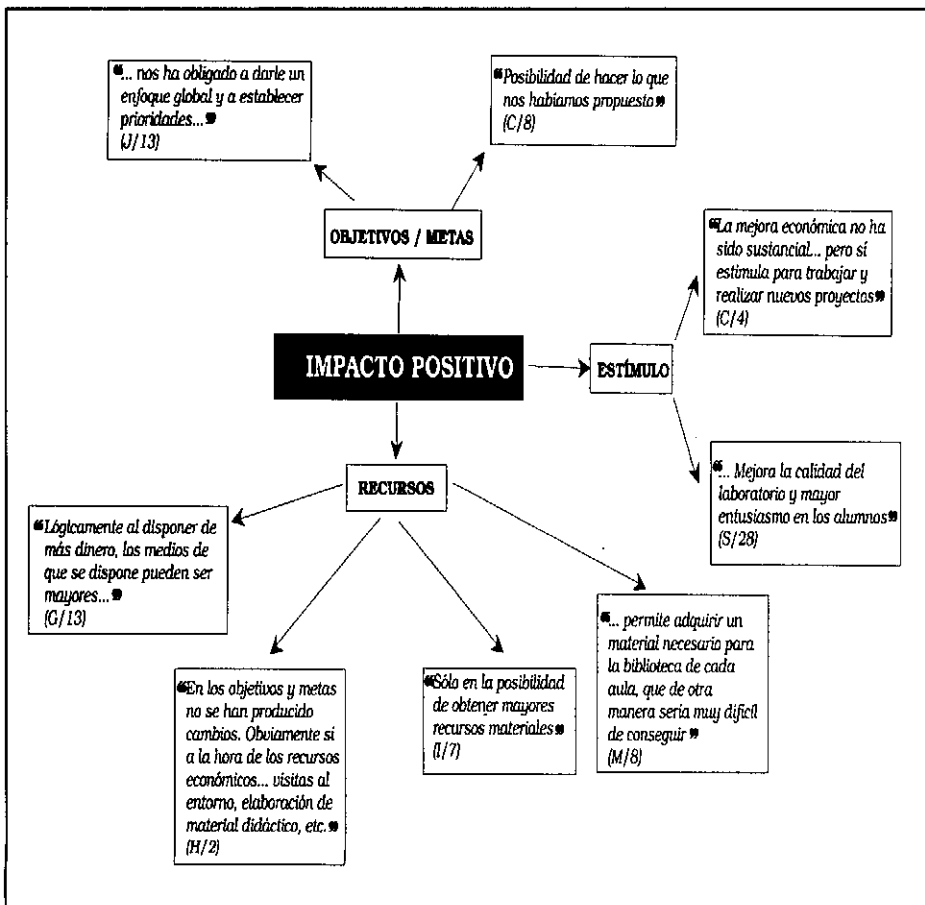 ❝... nos ha obligado a darle un
enfoque global y a establecer
prioridades... ❞
(J/13)
❝Posibilidad de hacer lo que
nos habíamos propuesto❞
(C/8)
OBJETIVOS / METAS
❝La mejora económica no ha
sido sustancial... pero sí
estimula para trabajar y
realizar nuevos proyectos❞
(C/4)
IMPACTO POSITIVO
ESTÍMULO
❝... Mejora la calidad del
laboratorio y mayor
entusiasmo en los alumnos❞
(S/28)
RECURSOS
❝Lógicamente al disponer de
más dinero, los medios de
que se dispone pueden ser
mayores... ❞
(G/13)
❝En los objetivos y metas
no se han producido
cambios. Obviamente si
a la hora de los recursos
económicos... visitas al
entorno, elaboración de
material didáctico, etc.❞
(H/2)
❝Sólo en la posibilidad
de obtener mayores
recursos materiales❞
(I/7)
❝... permite adquirir un
material necesario para
la biblioteca de cada
aula, que de otra
manera seria muy difícil
de conseguir ❞
(M/8)